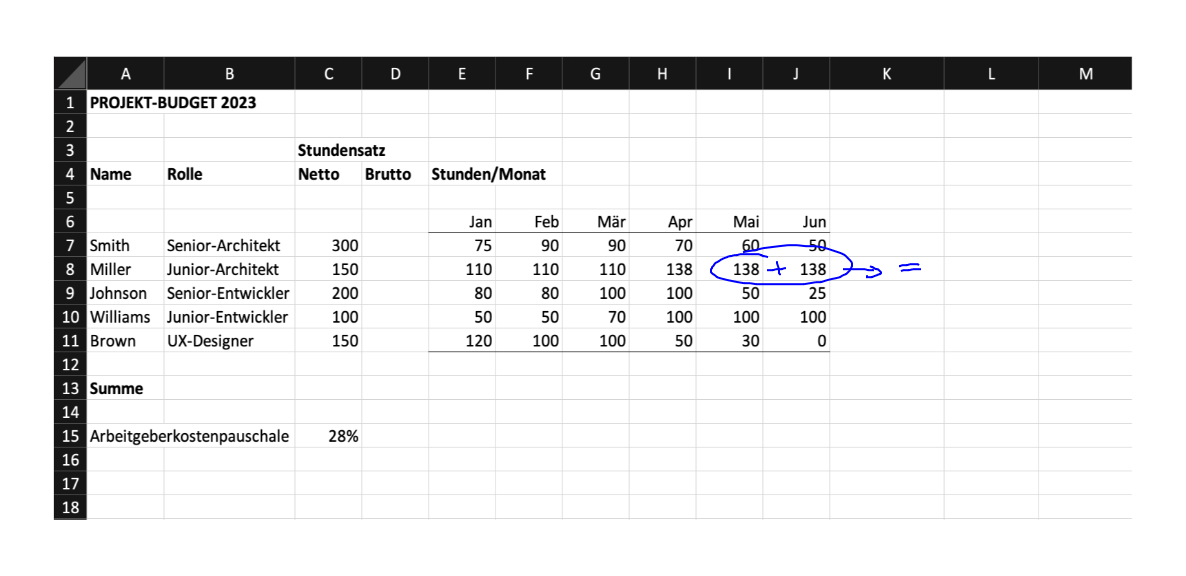 A B C D E F G H I J K L M
1 PROJEKT-BUDGET 2023
2
3 Stundensatz
4 Name Rolle Netto Brutto Stunden/Monat
5
6 Jan Feb Mär Apr Mai Jun
7 Smith Senior-Architekt 300 75 90 90 70 60 50
8 Miller Junior-Architekt 150 110 110 110 138 138 + 138 → =
9 Johnson Senior-Entwickler 200 80 80 100 100 50 25
10 Williams Junior-Entwickler 100 50 50 70 100 100 100
11 Brown UX-Designer 150 120 100 100 50 30 0
12
13 Summe
14
15 Arbeitgeberkostenpauschale 28%
16
17
18